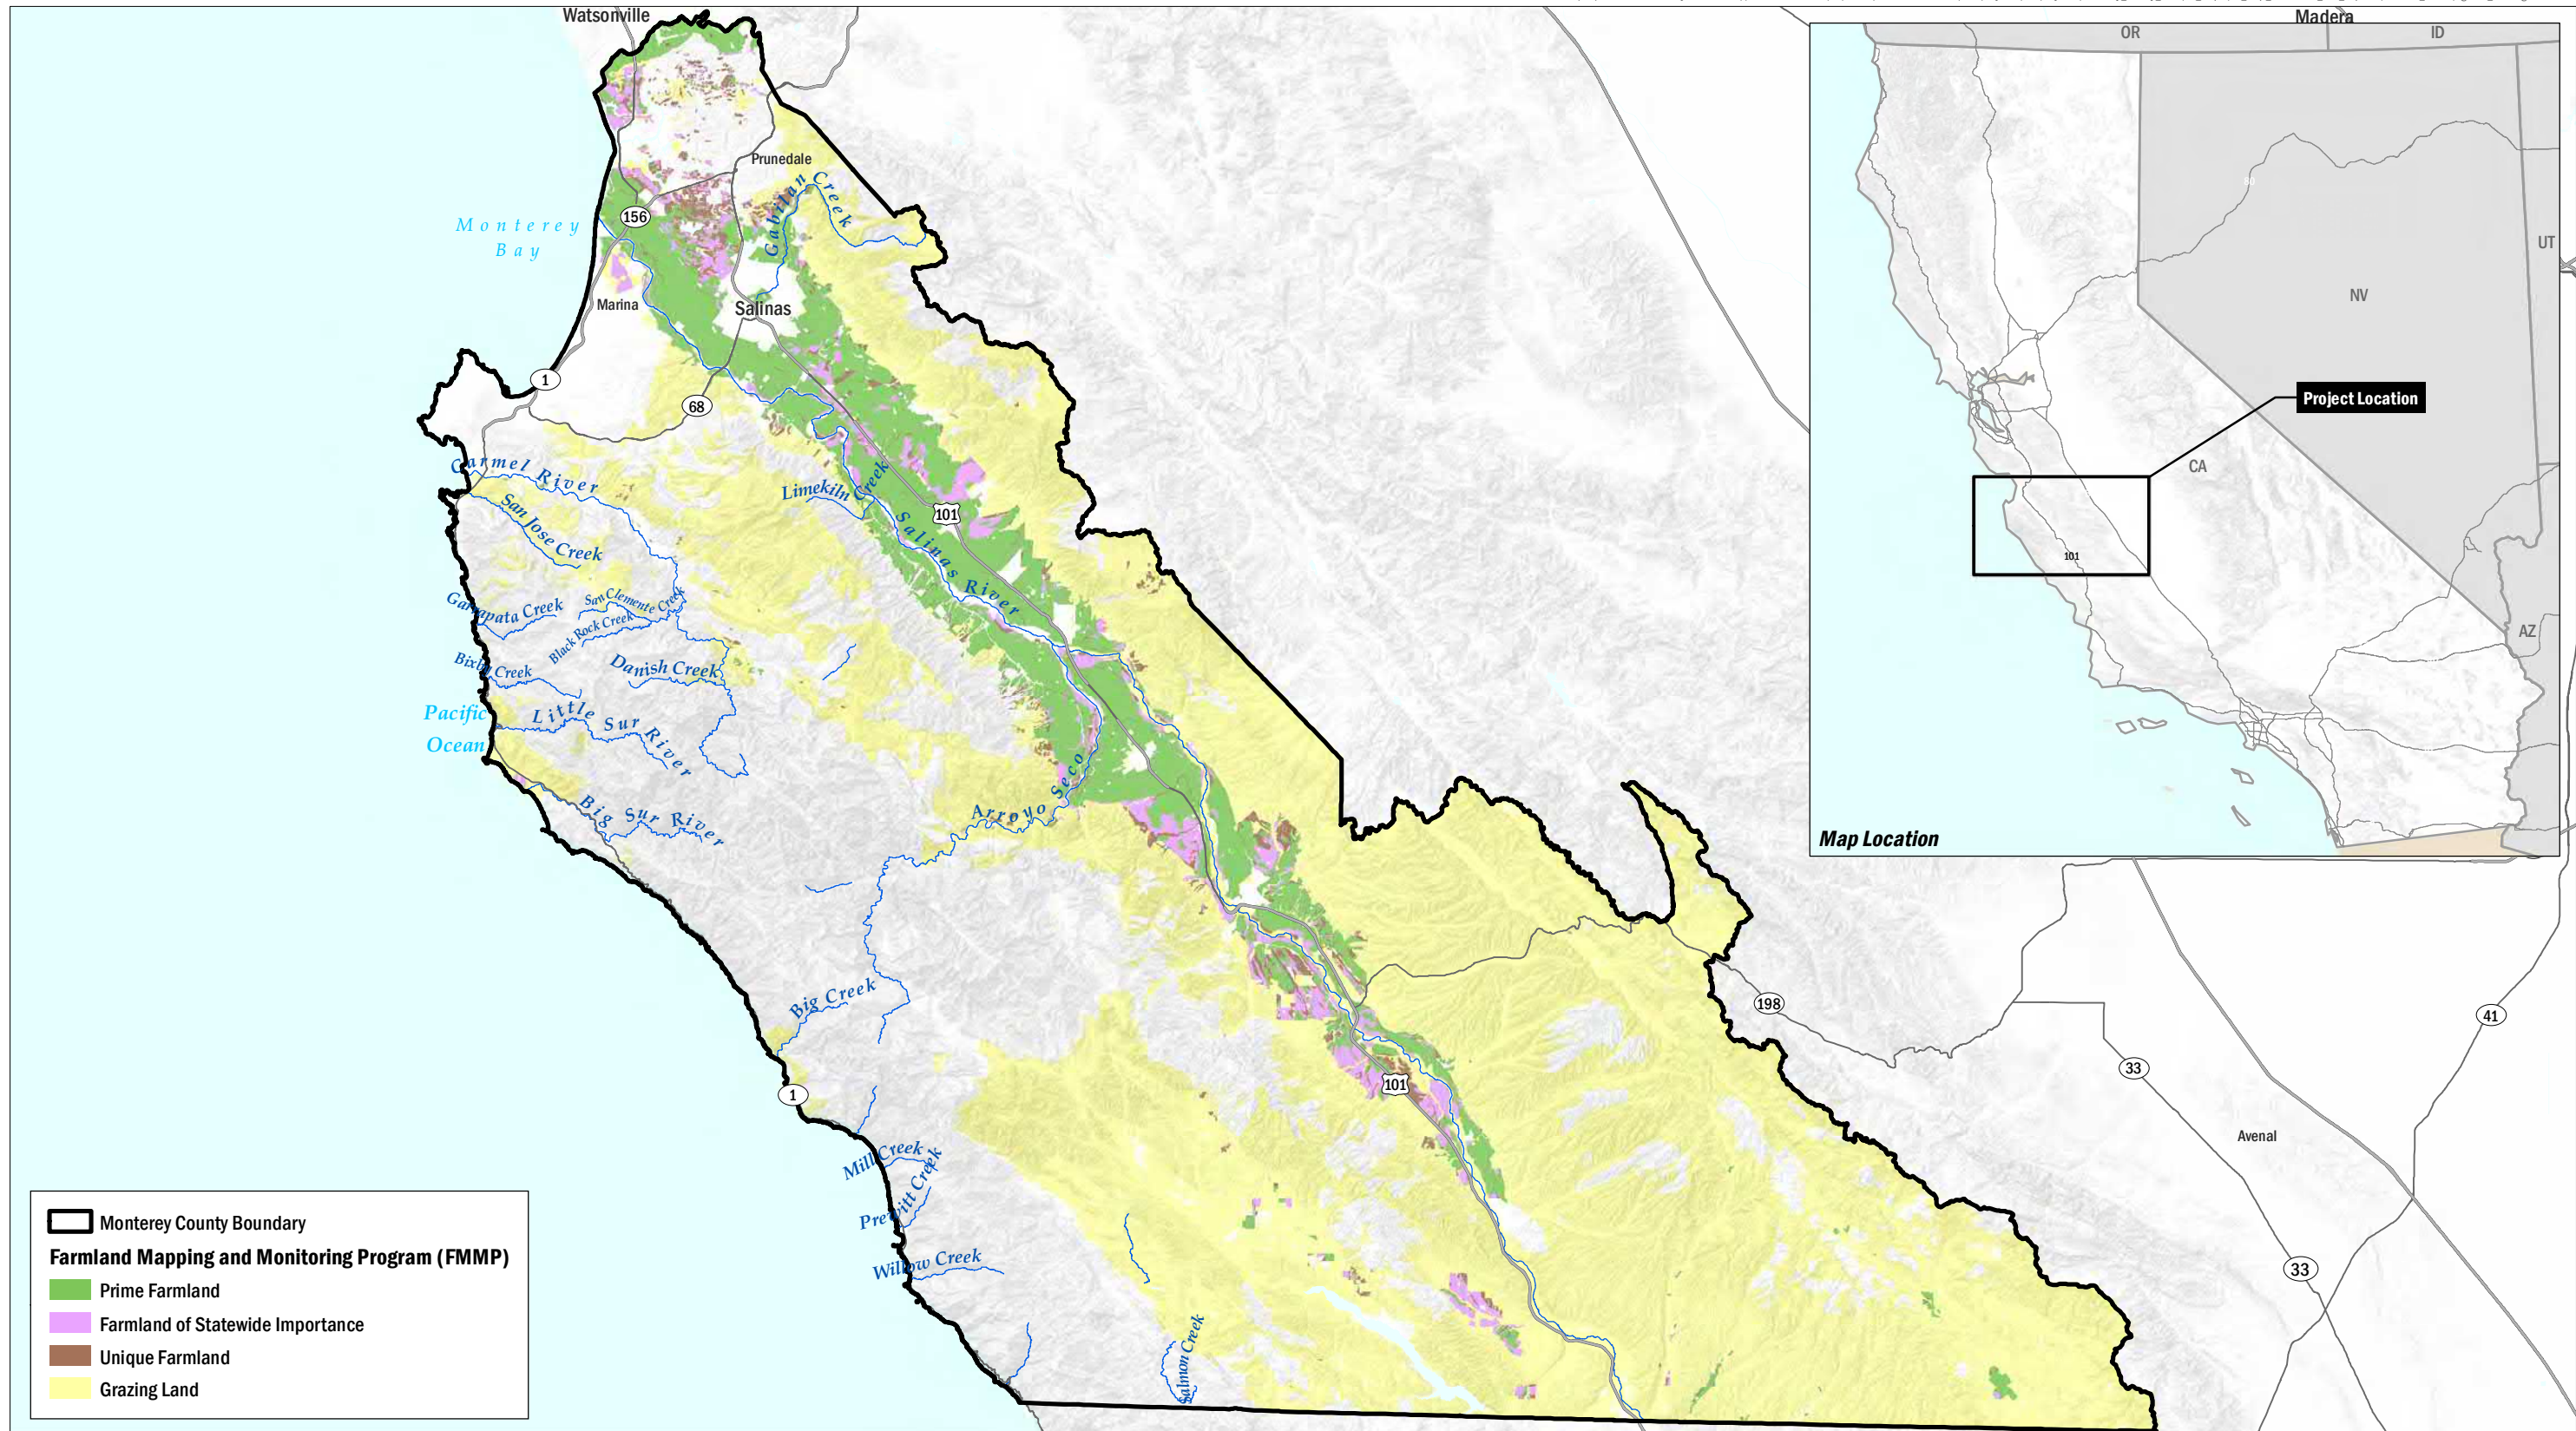 Watsonville
Madera
OR
ID
80
UT
NV
Prunedale
Gabilan Creek
156
Monterey
Bay
Marina
Salinas
1
68
Project Location
CA
101
AZ
Map Location
Carmel River
San Jose Creek
Limekiln Creek
101
Salinas River
Garrapata Creek
San Clemente Creek
Black Rock Creek
Bixby Creek
Danish Creek
Pacific
Ocean
Little Sur River
Big Sur River
Arroyo Seco
Big Creek
198
41
33
1
101
Avenal
Mill Creek
Prewitt Creek
Willow Creek
33
Salmon Creek
Monterey County Boundary
Farmland Mapping and Monitoring Program (FMMP)
Prime Farmland
Farmland of Statewide Importance
Unique Farmland
Grazing Land